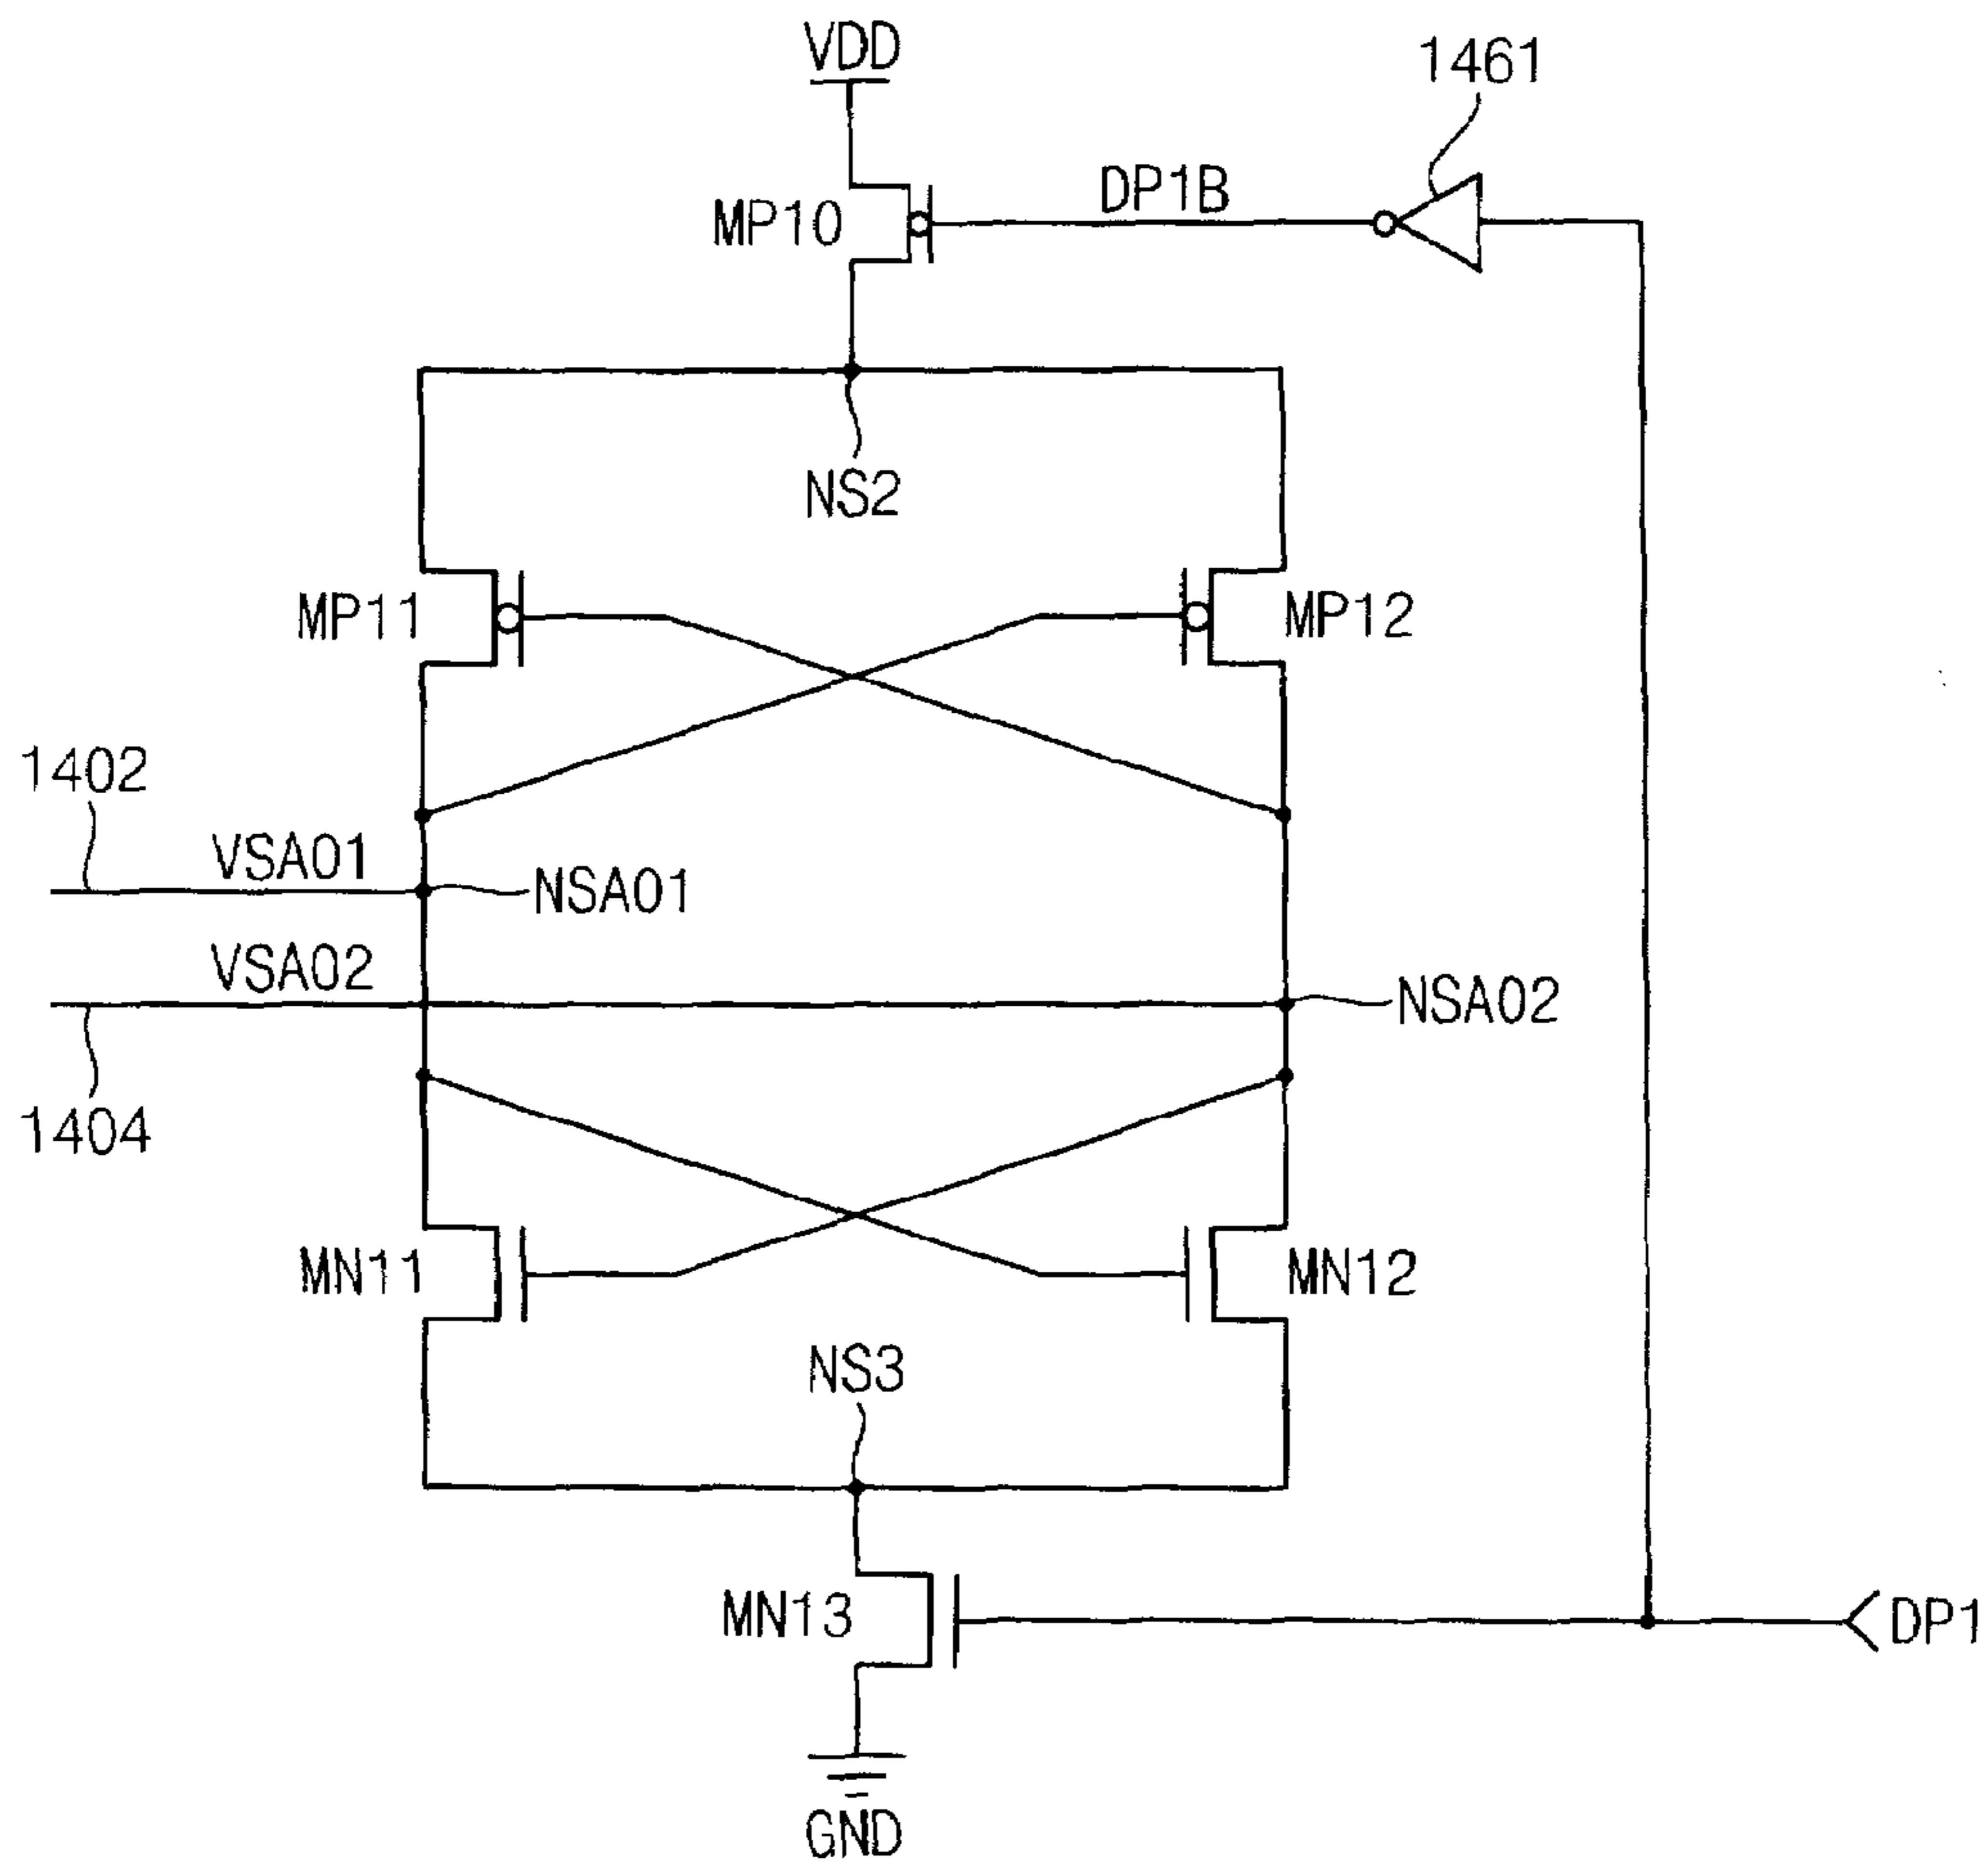 VDD
1461
DP1B
MP10
NS2
MP11
MP12
1402
VSA01
NSA01
VSA02
NSA02
1404
MN11
MN12
NS3
MN13
DP1
GND